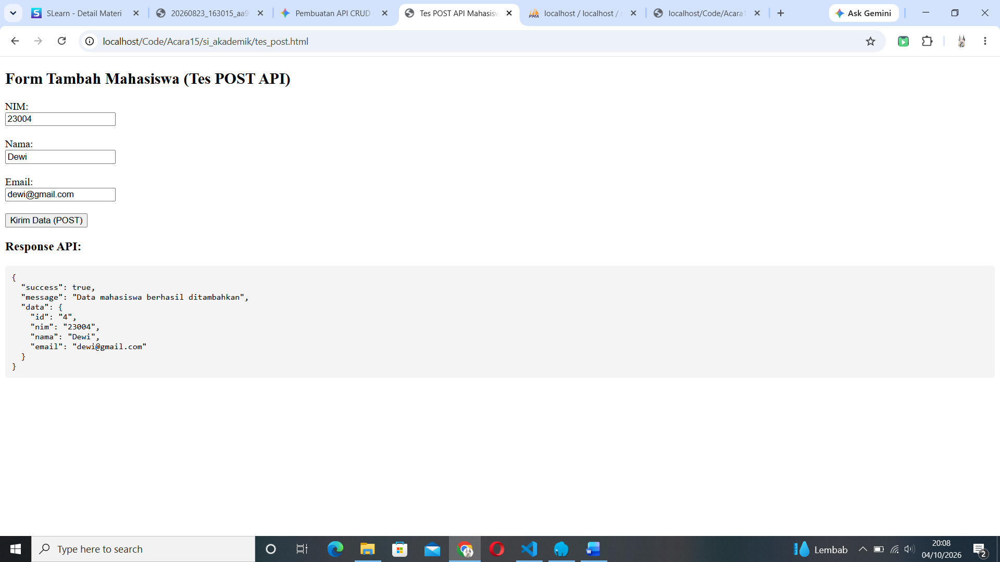 SLearn - Detail Materi
20260823_163015_aa9
Pembuatan API CRUD
Tes POST API Mahasisw
localhost / localhost / s
localhost/Code/Acara1
Ask Gemini
localhost/Code/Acara15/si_akademik/tes_post.html
Form Tambah Mahasiswa (Tes POST API)
NIM:
23004
Nama:
Dewi
Email:
dewi@gmail.com
Kirim Data (POST)
Response API:
{
  "success": true,
  "message": "Data mahasiswa berhasil ditambahkan",
  "data": {
    "id": "4",
    "nim": "23004",
    "nama": "Dewi",
    "email": "dewi@gmail.com"
  }
}
Type here to search
Lembab
20:08
04/10/2026
2